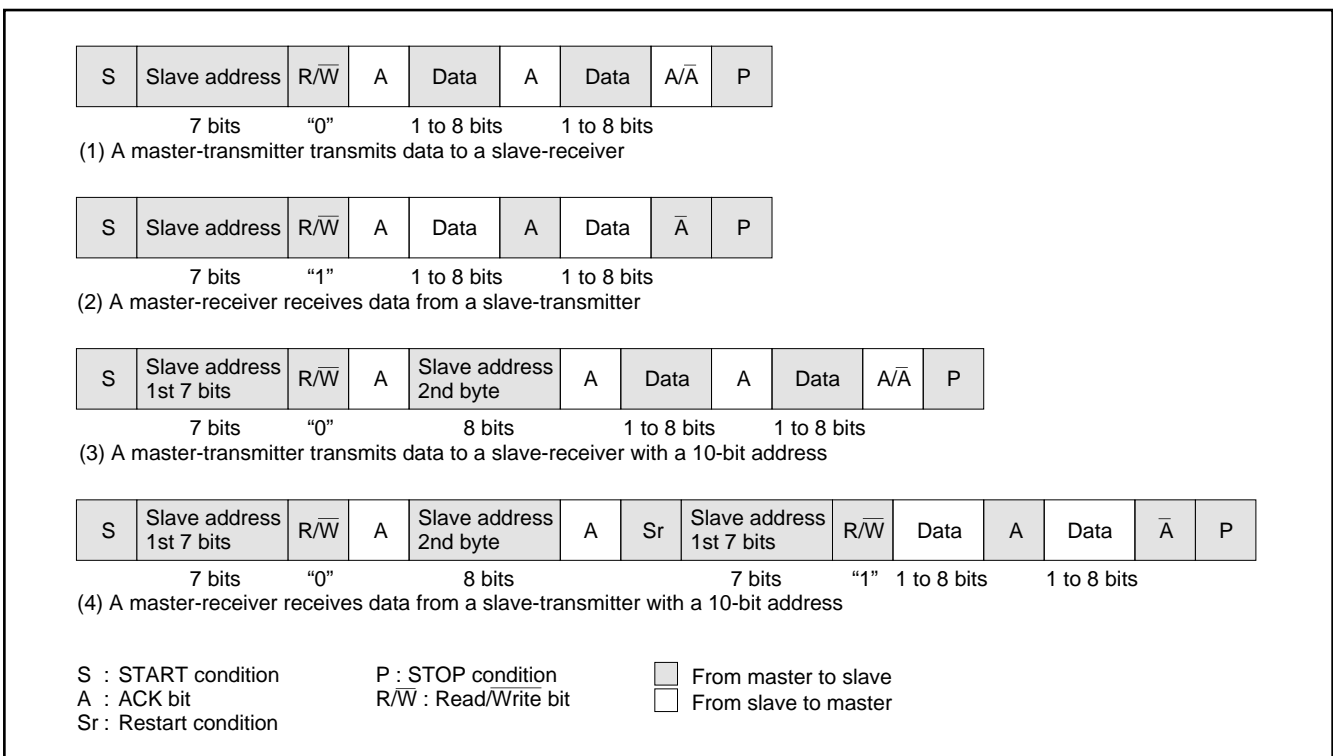 S Slave address R/W̅ A Data A Data A/A̅ P
7 bits “0” 1 to 8 bits 1 to 8 bits
(1) A master-transmitter transmits data to a slave-receiver
S Slave address R/W̅ A Data A Data A̅ P
7 bits “1” 1 to 8 bits 1 to 8 bits
(2) A master-receiver receives data from a slave-transmitter
S Slave address 1st 7 bits R/W̅ A Slave address 2nd byte A Data A Data A/A̅ P
7 bits “0” 8 bits 1 to 8 bits 1 to 8 bits
(3) A master-transmitter transmits data to a slave-receiver with a 10-bit address
S Slave address 1st 7 bits R/W̅ A Slave address 2nd byte A Sr Slave address 1st 7 bits R/W̅ Data A Data A̅ P
7 bits “0” 8 bits 7 bits “1” 1 to 8 bits 1 to 8 bits
(4) A master-receiver receives data from a slave-transmitter with a 10-bit address
S : START condition P : STOP condition From master to slave
A : ACK bit R/W̅ : Read/W̅r̅i̅t̅e̅ bit From slave to master
Sr : Restart condition